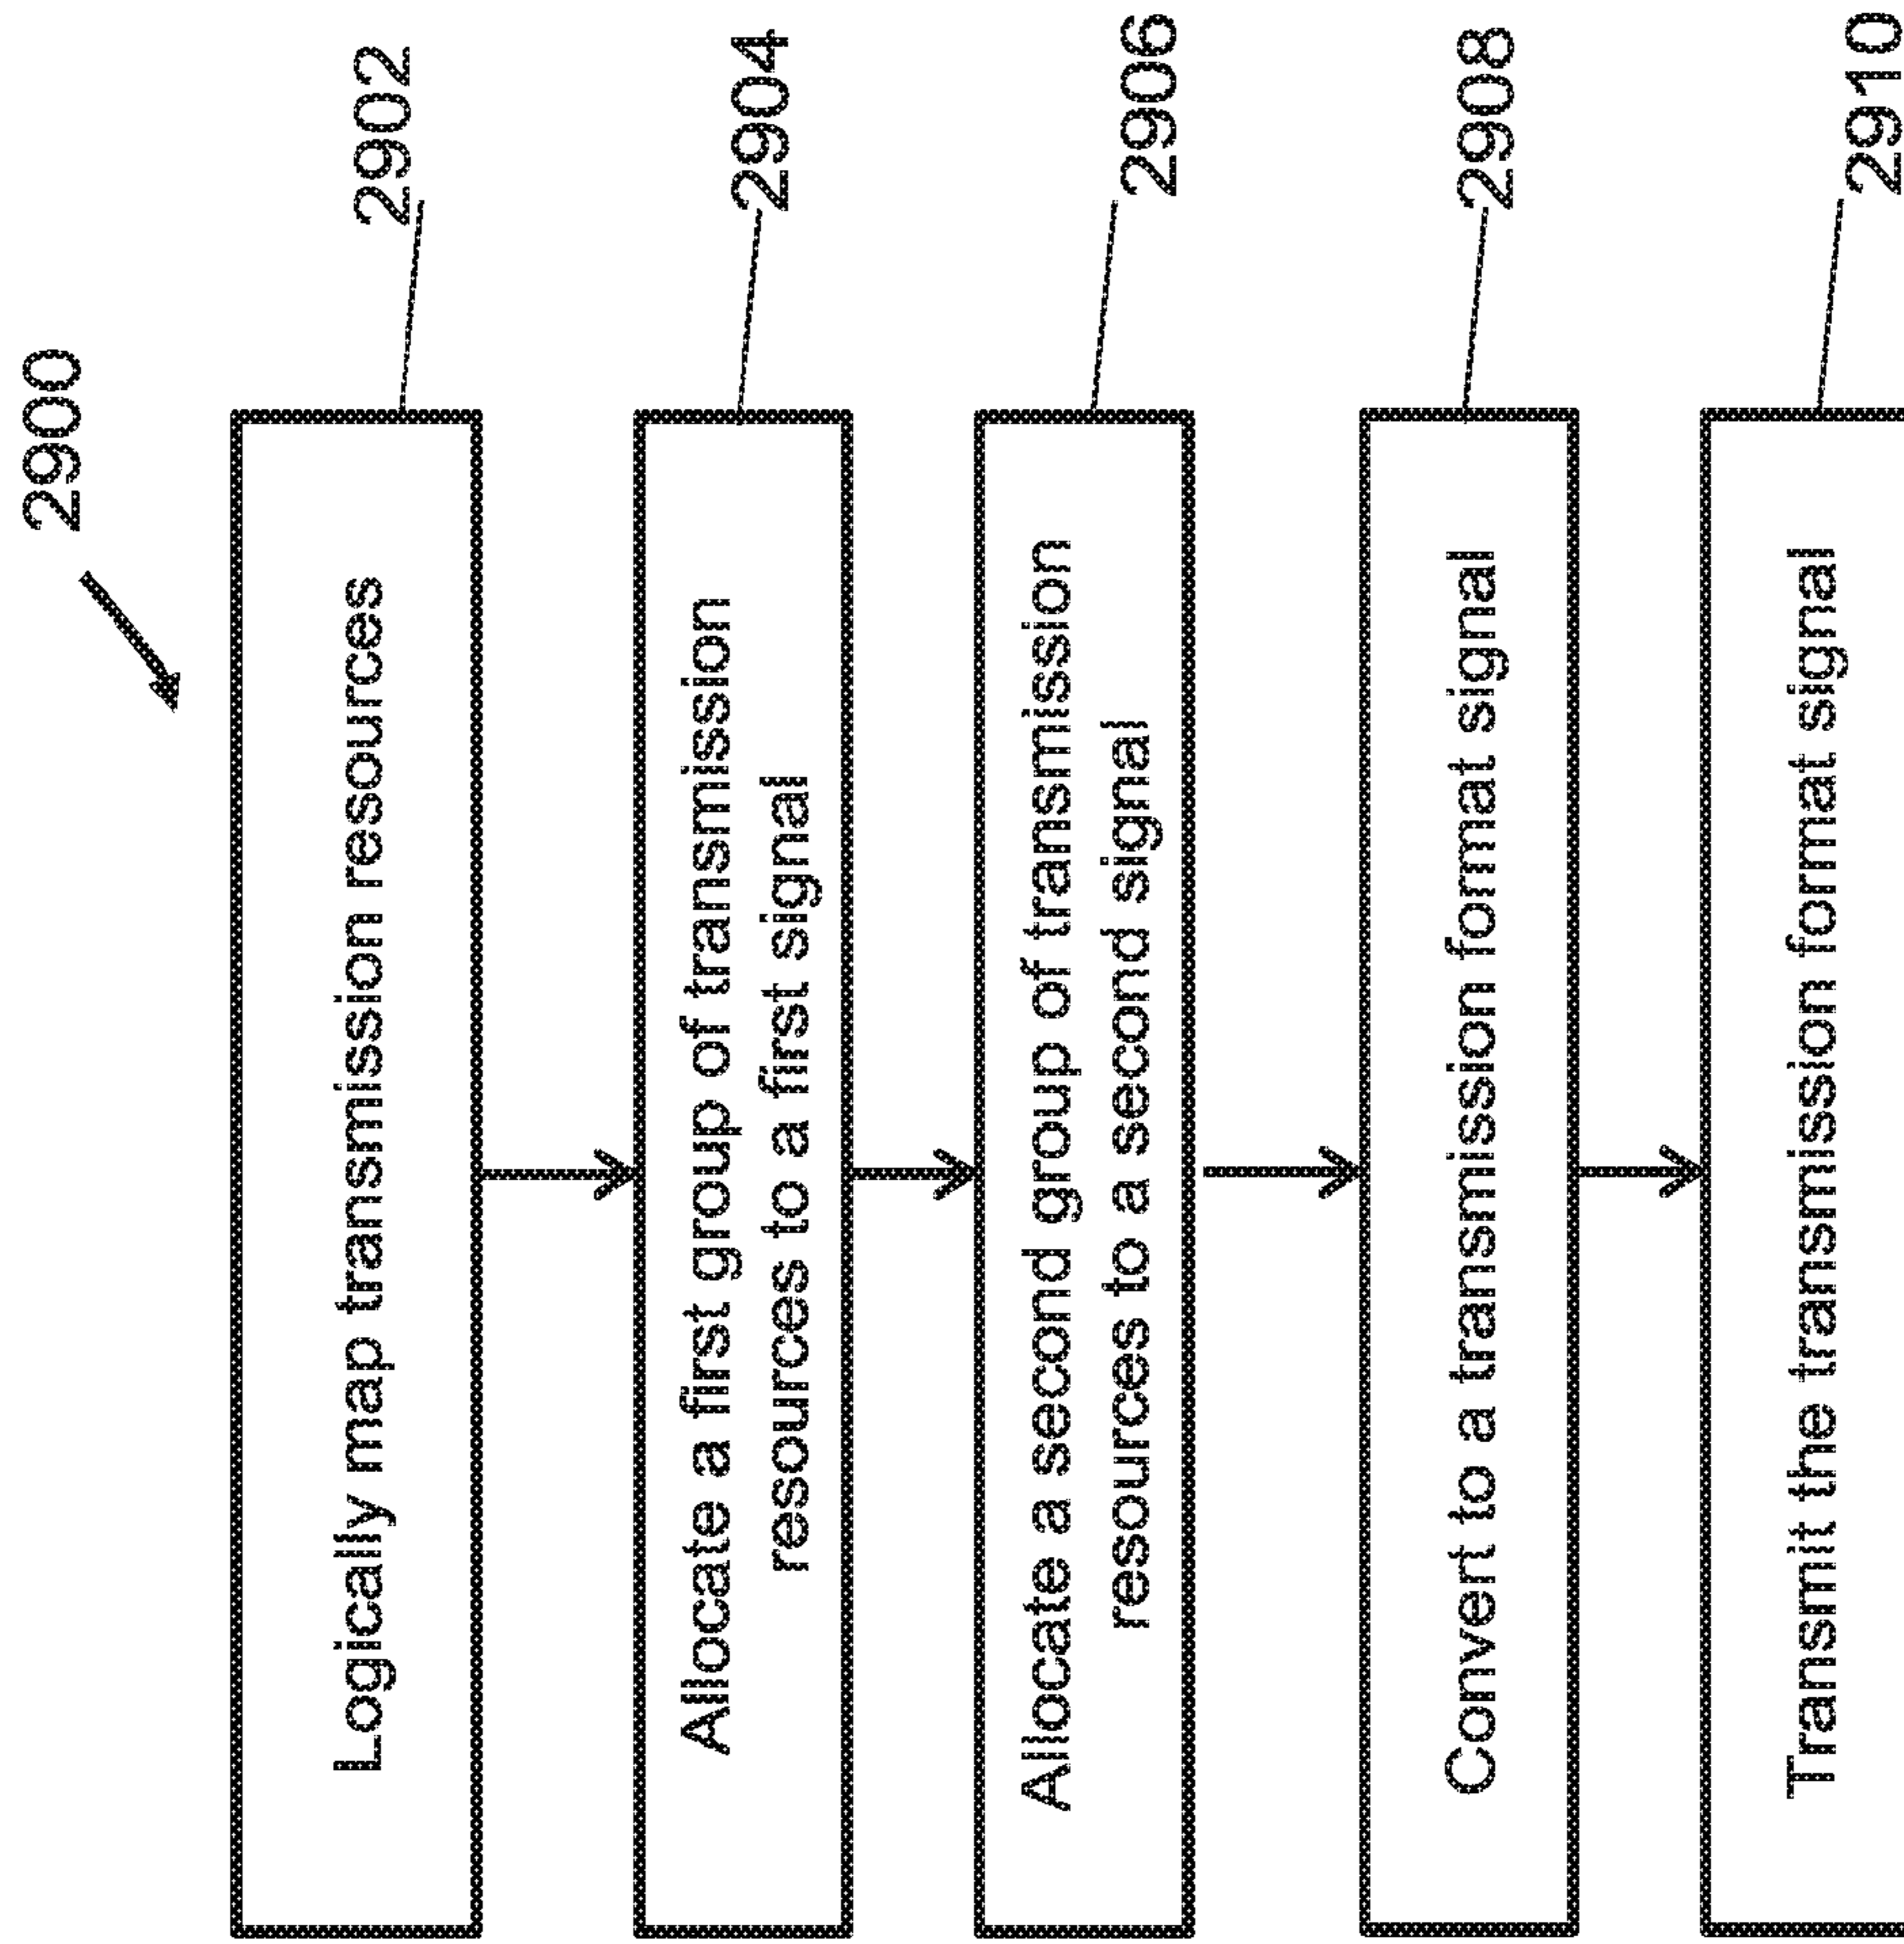 2900
Logically map transmission resources
2902
Allocate a first group of transmission
resources to a first signal
2904
Allocate a second group of transmission
resources to a second signal
2906
Convert to a transmission format signal
2908
Transmit the transmission format signal
2910